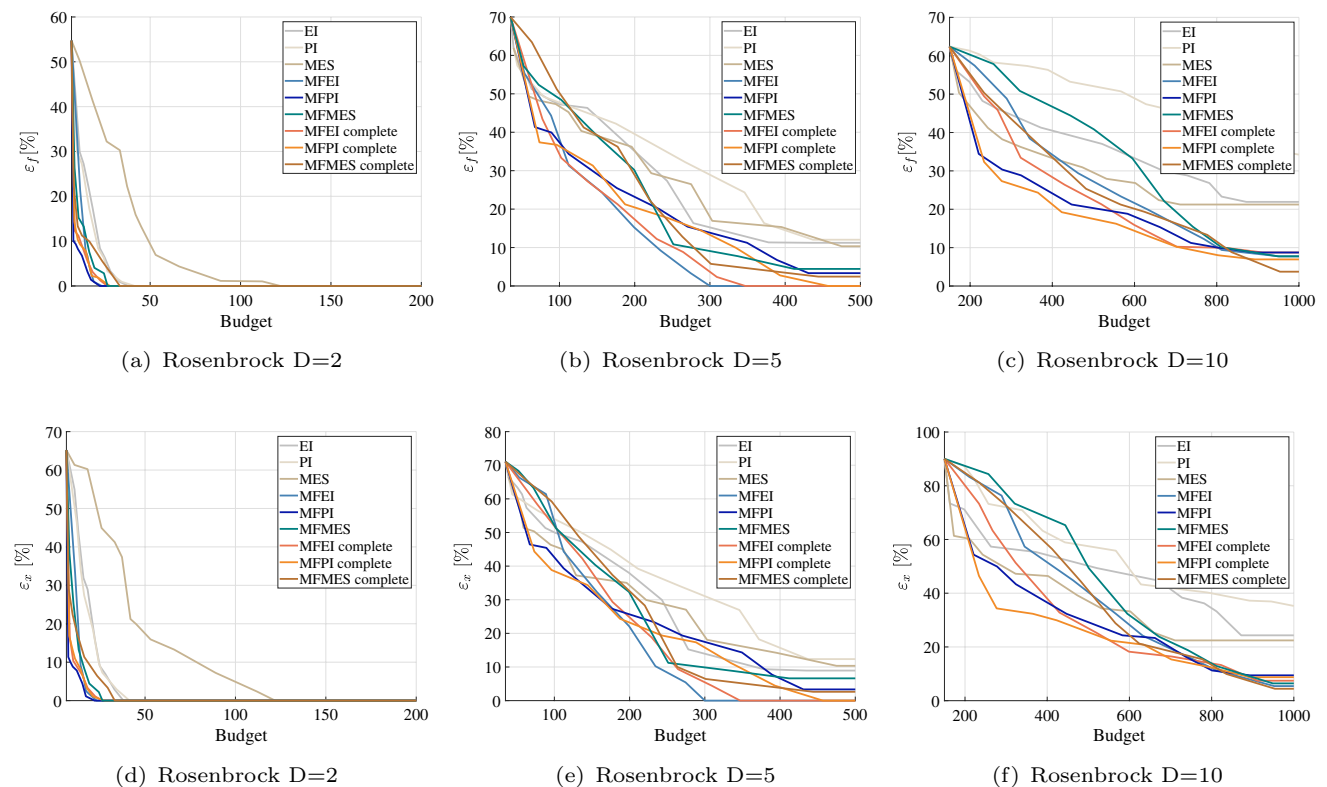 60
50
40
30
20
10
0
50
100
150
200
ε_f [%]
Budget
EI
PI
MES
MFEI
MFPI
MFMES
MFEI complete
MFPI complete
MFMES complete
(a) Rosenbrock D=2
70
60
50
40
30
20
10
0
100
200
300
400
500
ε_f [%]
Budget
EI
PI
MES
MFEI
MFPI
MFMES
MFEI complete
MFPI complete
MFMES complete
(b) Rosenbrock D=5
70
60
50
40
30
20
10
0
200
400
600
800
1000
ε_f [%]
Budget
EI
PI
MES
MFEI
MFPI
MFMES
MFEI complete
MFPI complete
MFMES complete
(c) Rosenbrock D=10
70
60
50
40
30
20
10
0
50
100
150
200
ε_x [%]
Budget
EI
PI
MES
MFEI
MFPI
MFMES
MFEI complete
MFPI complete
MFMES complete
(d) Rosenbrock D=2
80
70
60
50
40
30
20
10
0
100
200
300
400
500
ε_x [%]
Budget
EI
PI
MES
MFEI
MFPI
MFMES
MFEI complete
MFPI complete
MFMES complete
(e) Rosenbrock D=5
100
80
60
40
20
0
200
400
600
800
1000
ε_x [%]
Budget
EI
PI
MES
MFEI
MFPI
MFMES
MFEI complete
MFPI complete
MFMES complete
(f) Rosenbrock D=10